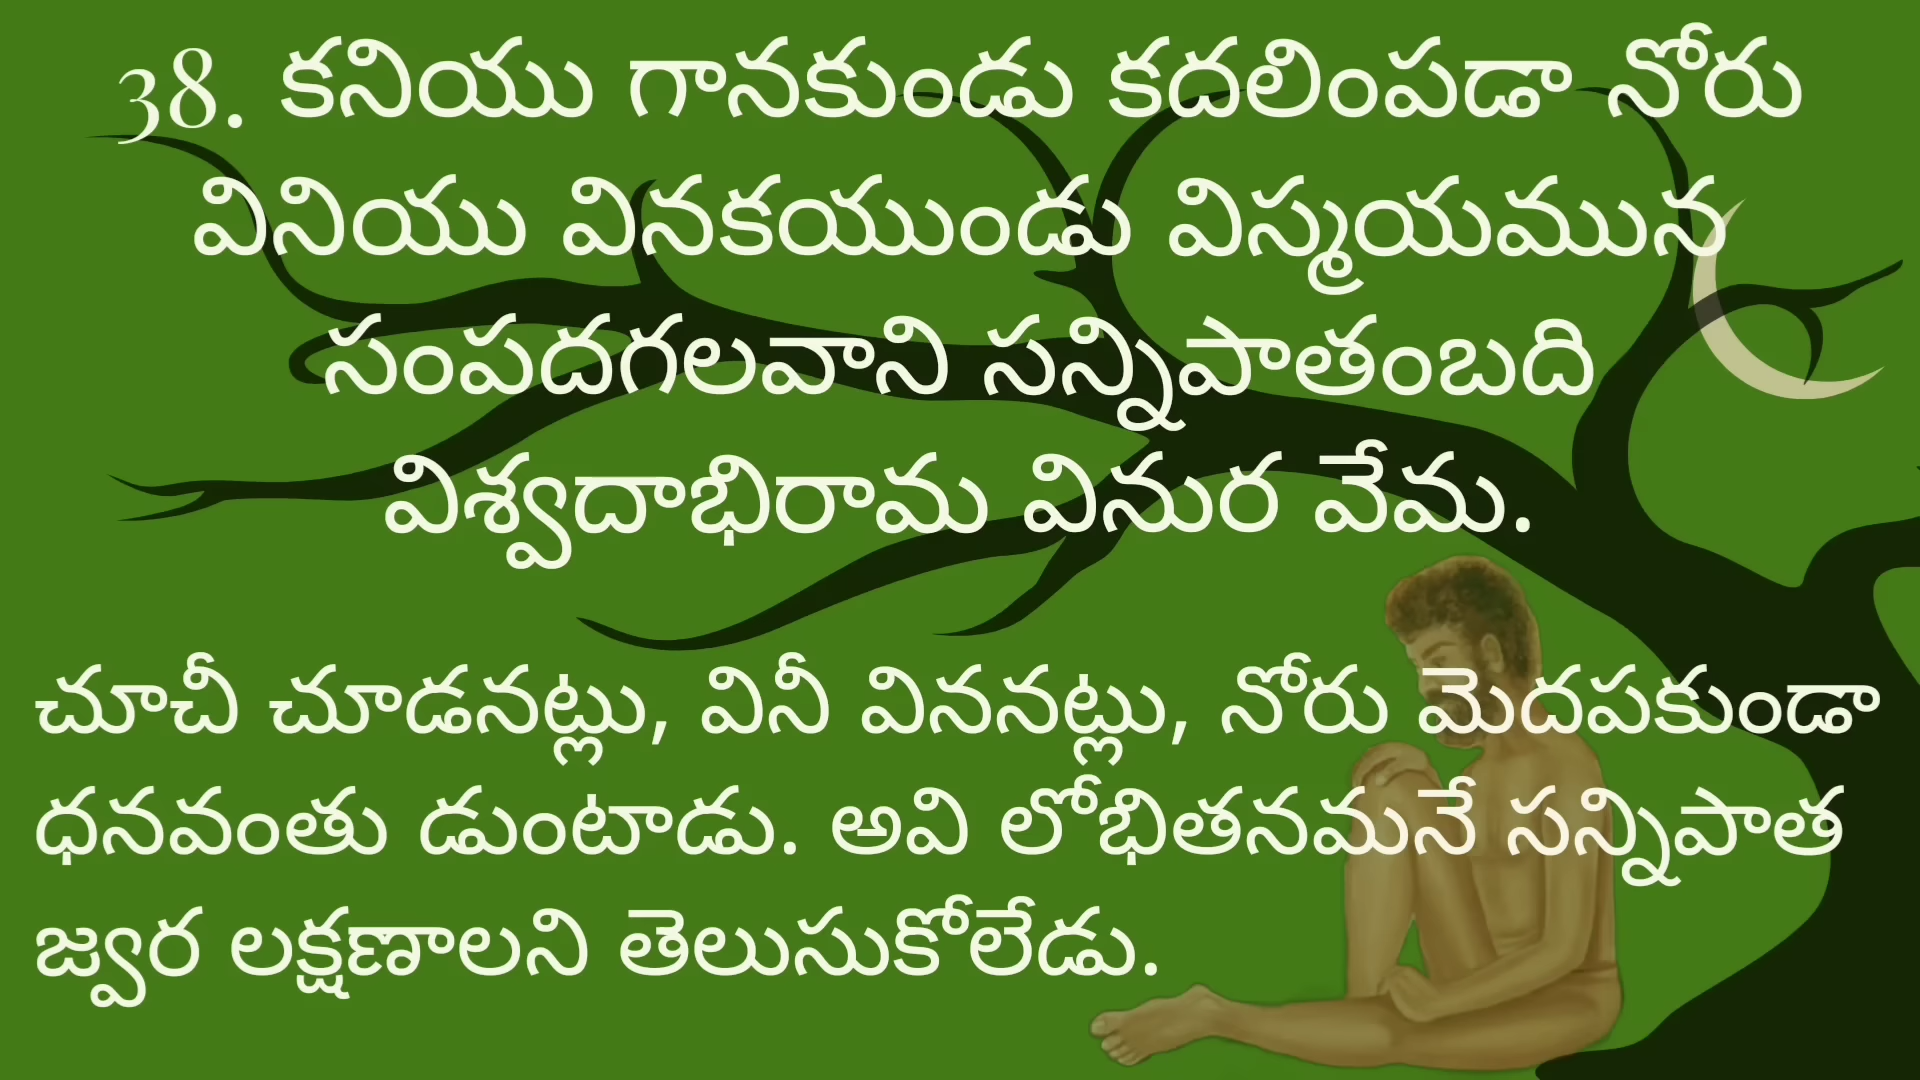 38. కనియు గానకుండు కదలింపడా నోరు
వినియు వినకయుండు విస్మయమున
సంపదగలవాని సన్నిపాతంబది
విశ్వదాభిరామ వినుర వేమ.
చూచీ చూడనట్లు, వినీ విననట్లు, నోరు మెదపకుండా
ధనవంతు డుంటాడు. అవి లోభితనమనే సన్నిపాత
జ్వర లక్షణాలని తెలుసుకోలేడు.